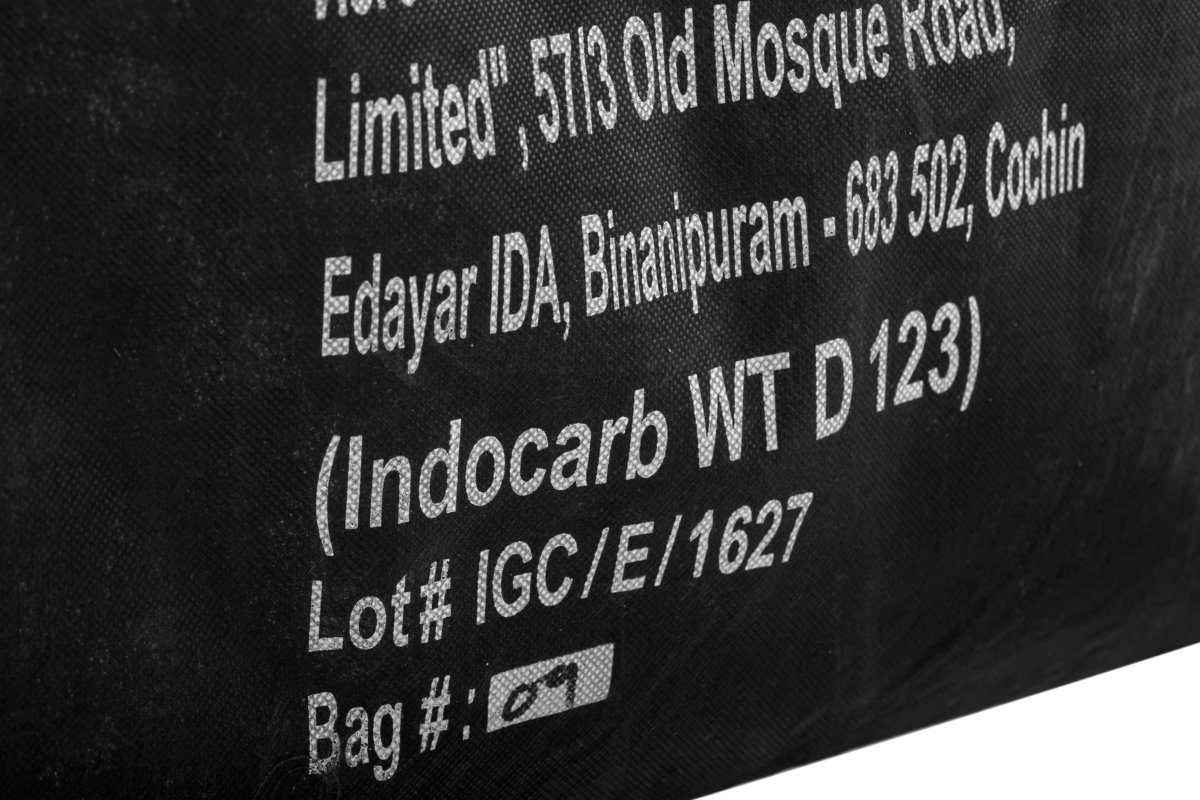 Limited", 57/3 Old Mosque Road,
Edayar IDA, Binanipuram - 683 502, Cochin
(Indocarb WT D 123)
Lot# IGC/E/1627
Bag #: 09